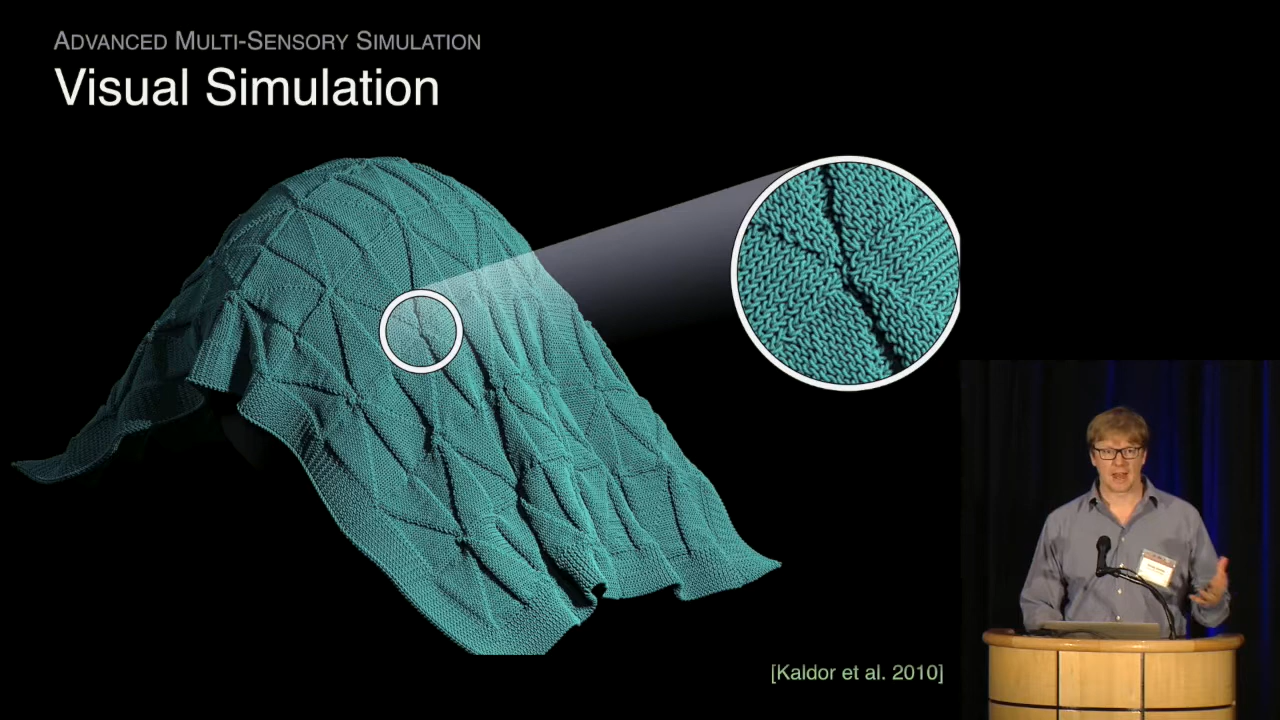 ADVANCED MULTI-SENSORY SIMULATION
Visual Simulation
[Kaldor et al. 2010]